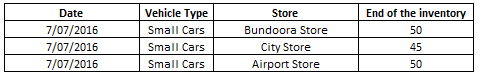 Date Vehicle Type Store End of the inventory
7/07/2016 Small Cars Bundoora Store 50
7/07/2016 Small Cars City Store 45
7/07/2016 Small Cars Airport Store 50